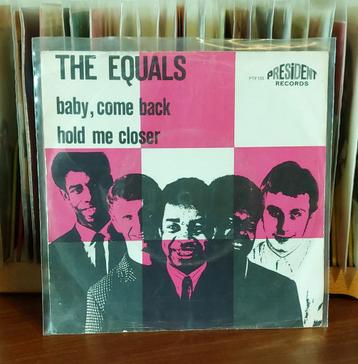 THE EQUALS
baby, come back
hold me closer
PRESIDENT
RECORDS